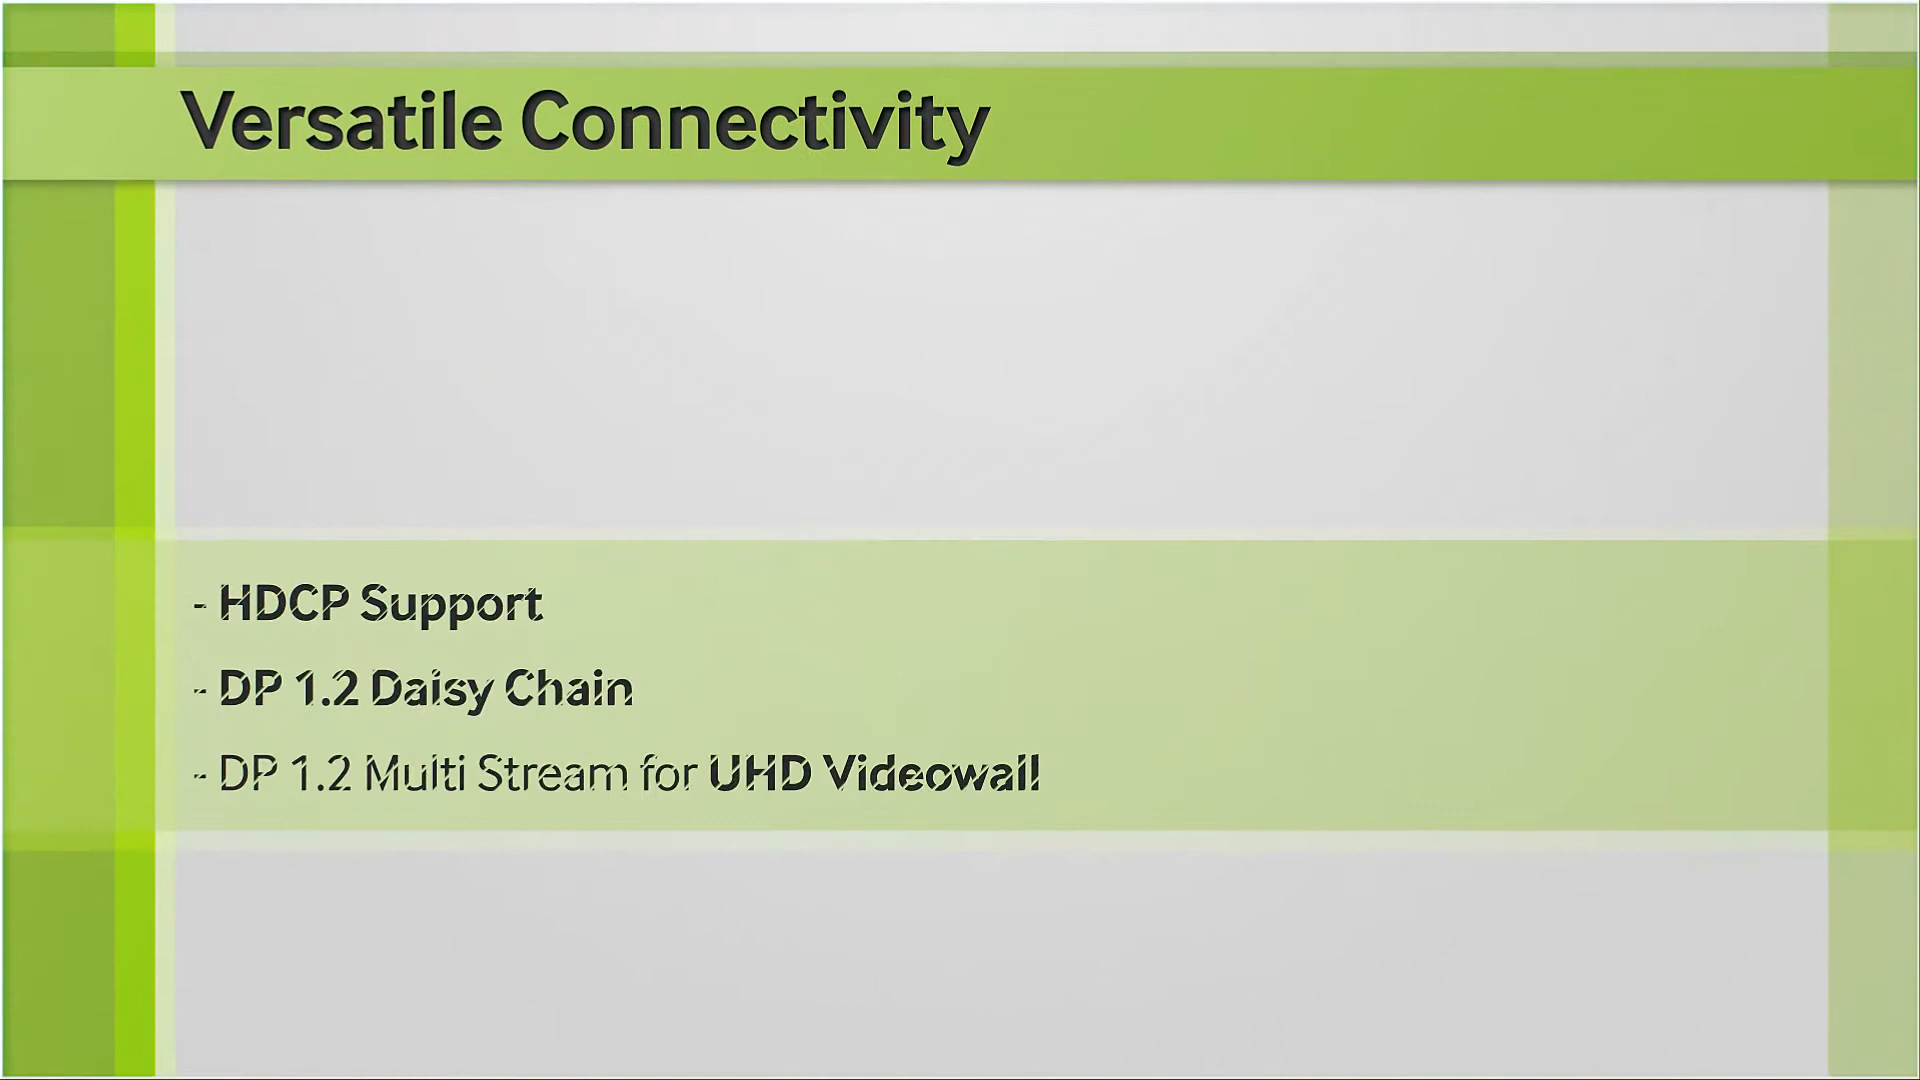 Versatile Connectivity
- HDCP Support
- DP 1.2 Daisy Chain
- DP 1.2 Multi Stream for UHD Videowall